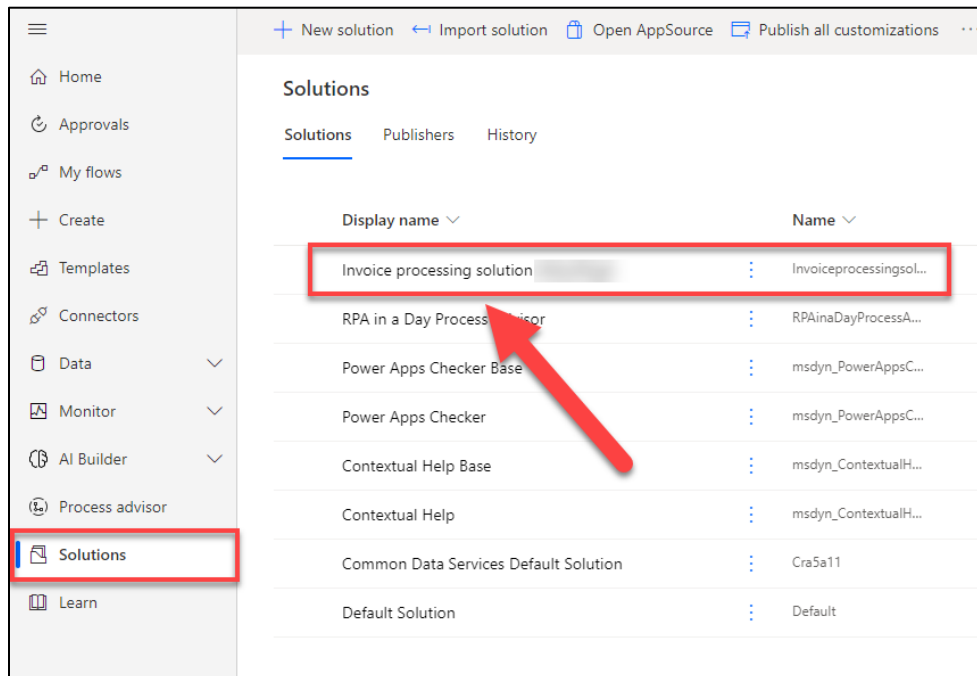 New solution Import solution Open AppSource Publish all customizations ...
Home
Approvals
My flows
Create
Templates
Connectors
Data
Monitor
AI Builder
Process advisor
Solutions
Learn
Solutions
Solutions Publishers History
Display name Name
Invoice processing solution Invoiceprocessingsol...
RPA in a Day Process RPAinaDayProcessA...
Power Apps Checker Base msdyn_PowerAppsC...
Power Apps Checker msdyn_PowerAppsC...
Contextual Help Base msdyn_ContextualH...
Contextual Help msdyn_ContextualH...
Common Data Services Default Solution Cra5a11
Default Solution Default